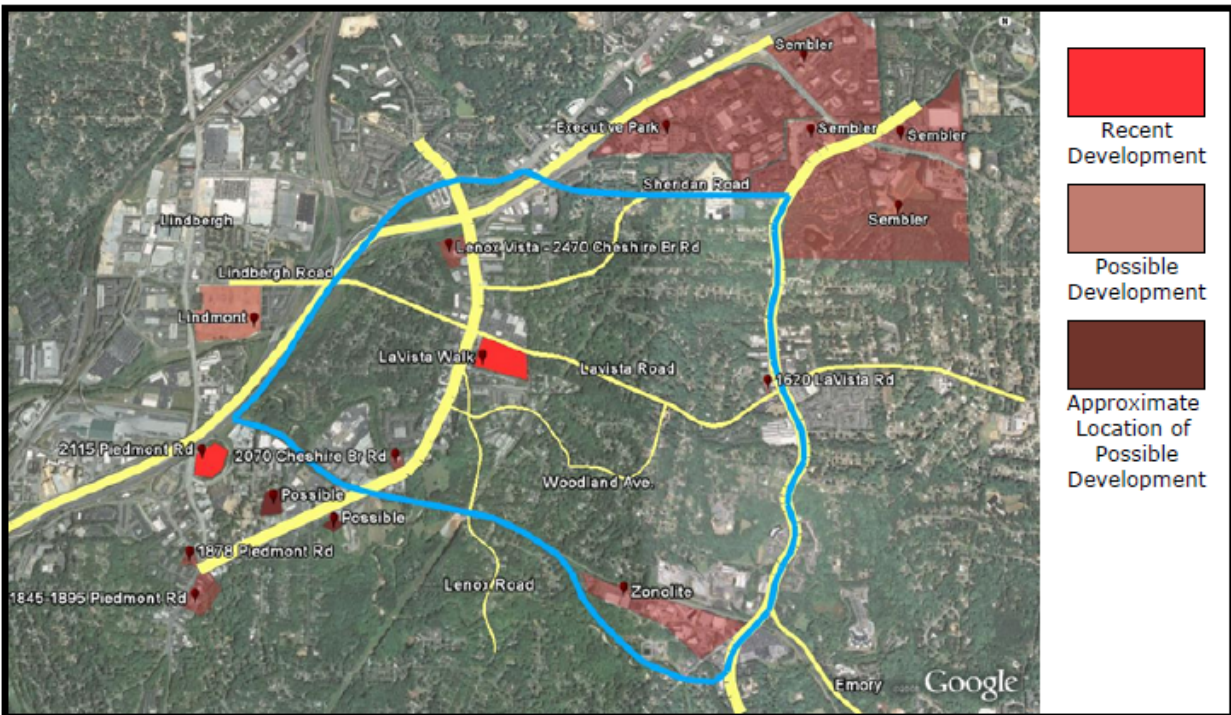 N
Sembler
Executive Park
Sembler
Sembler
Sheridan Road
Sembler
Lindbergh
Lenox Vista - 2470 Cheshire Br Rd
Lindbergh Road
Lindmont
LaVista Walk
Lavista Road
1620 LaVista Rd
2115 Piedmont Rd
2070 Cheshire Br Rd
Woodland Ave.
Possible
Possible
1878 Piedmont Rd
Lenox Road
Zonolite
1845-1895 Piedmont Rd
Emory
Google
Recent
Development
Possible
Development
Approximate
Location of
Possible
Development